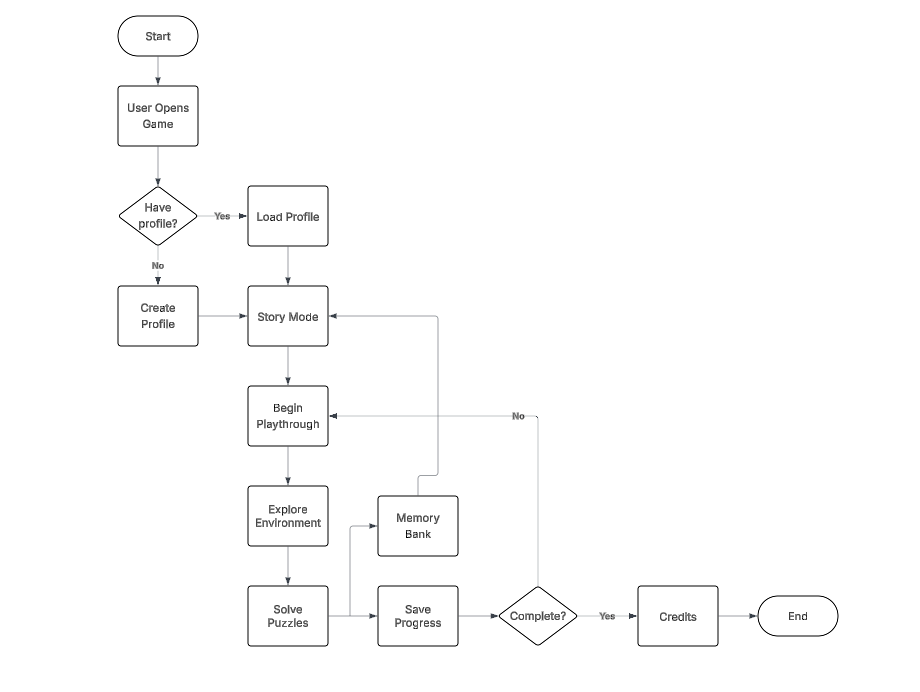 Start
User Opens
Game
Have
profile?
Yes
Load Profile
No
Create
Profile
Story Mode
Begin
Playthrough
No
Explore
Environment
Memory
Bank
Solve
Puzzles
Save
Progress
Complete?
Yes
Credits
End